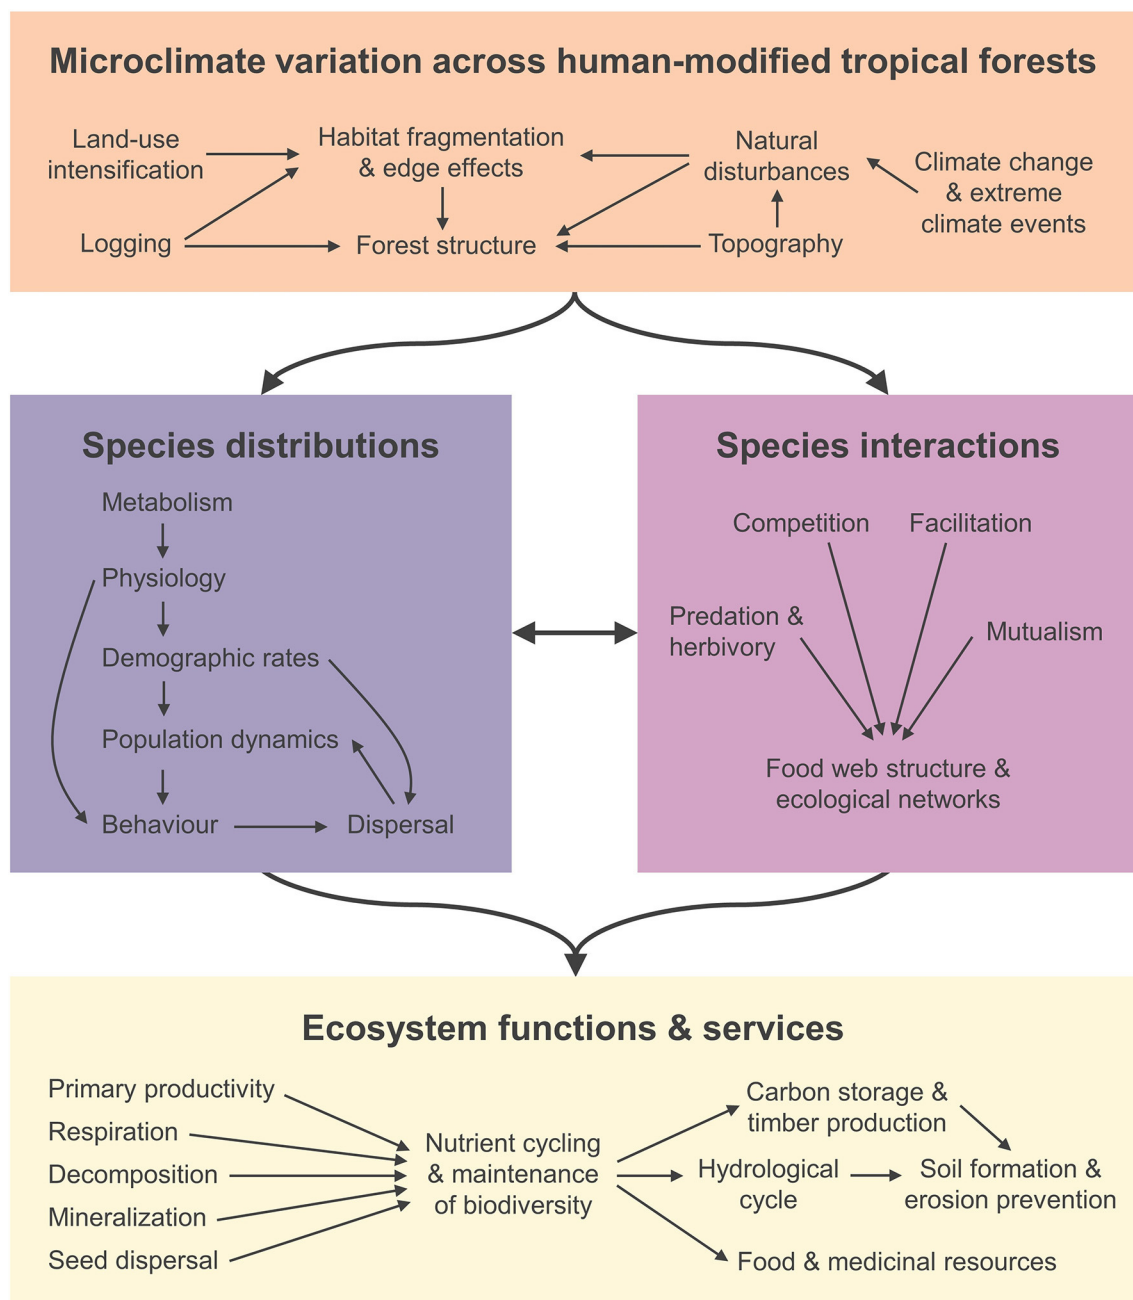 Microclimate variation across human-modified tropical forests
Land-use
intensification
Habitat fragmentation
& edge effects
Natural
disturbances
Climate change
& extreme
climate events
Logging
Forest structure
Topography
Species distributions
Metabolism
Physiology
Demographic rates
Population dynamics
Behaviour
Dispersal
Species interactions
Competition
Facilitation
Predation &
herbivory
Mutualism
Food web structure &
ecological networks
Ecosystem functions & services
Primary productivity
Respiration
Decomposition
Mineralization
Seed dispersal
Nutrient cycling
& maintenance
of biodiversity
Carbon storage &
timber production
Hydrological
cycle
Soil formation &
erosion prevention
Food & medicinal resources